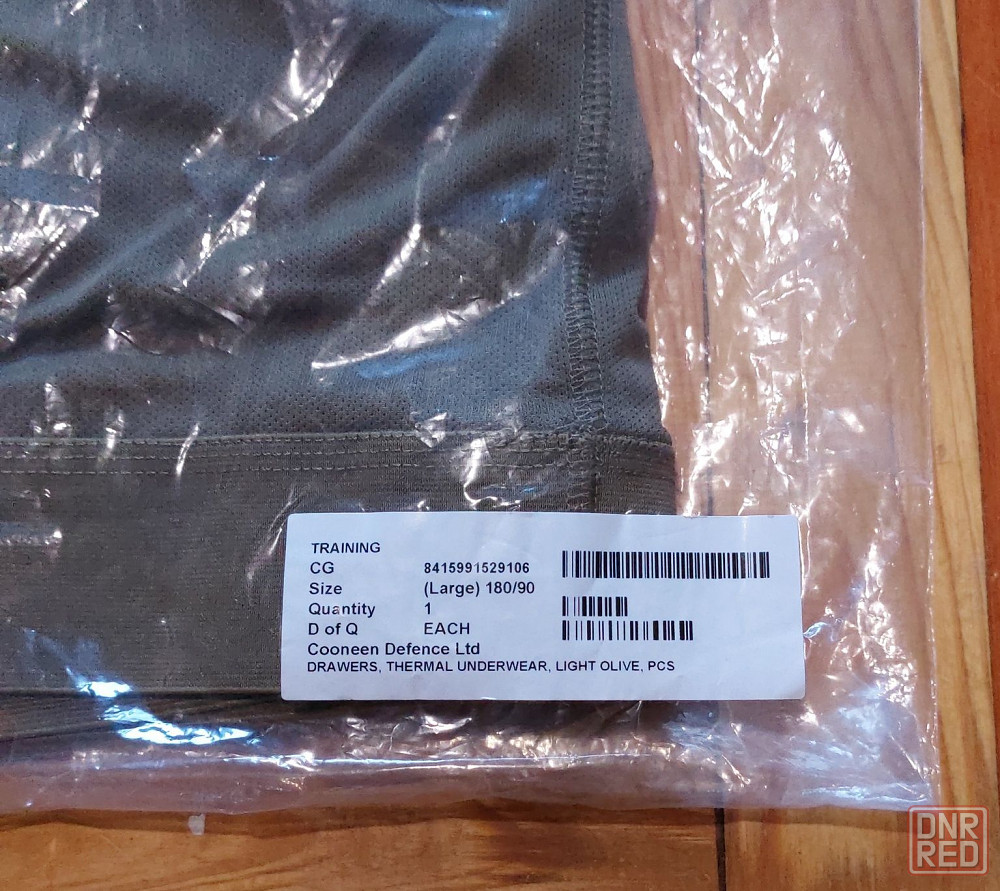 TRAINING
CG 8415991529106
Size (Large) 180/90
Quantity 1
D of Q EACH
Cooneen Defence Ltd
DRAWERS, THERMAL UNDERWEAR, LIGHT OLIVE, PCS
DNR
RED